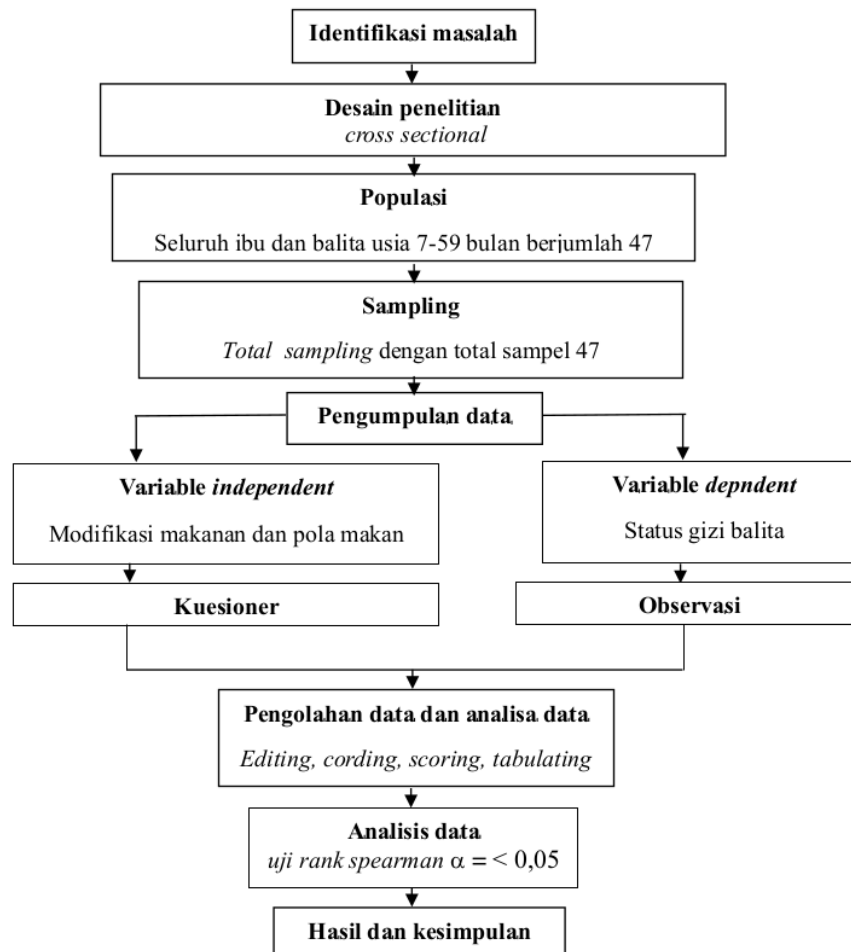 Identifikasi masalah
Desain penelitian
cross sectional
Populasi
Seluruh ibu dan balita usia 7-59 bulan berjumlah 47
Sampling
Total sampling dengan total sampel 47
Pengumpulan data
Variable independent
Modifikasi makanan dan pola makan
Variable depndent
Status gizi balita
Kuesioner
Observasi
Pengolahan data dan analisa data
Editing, cording, scoring, tabulating
Analisis data
uji rank spearman α = < 0,05
Hasil dan kesimpulan